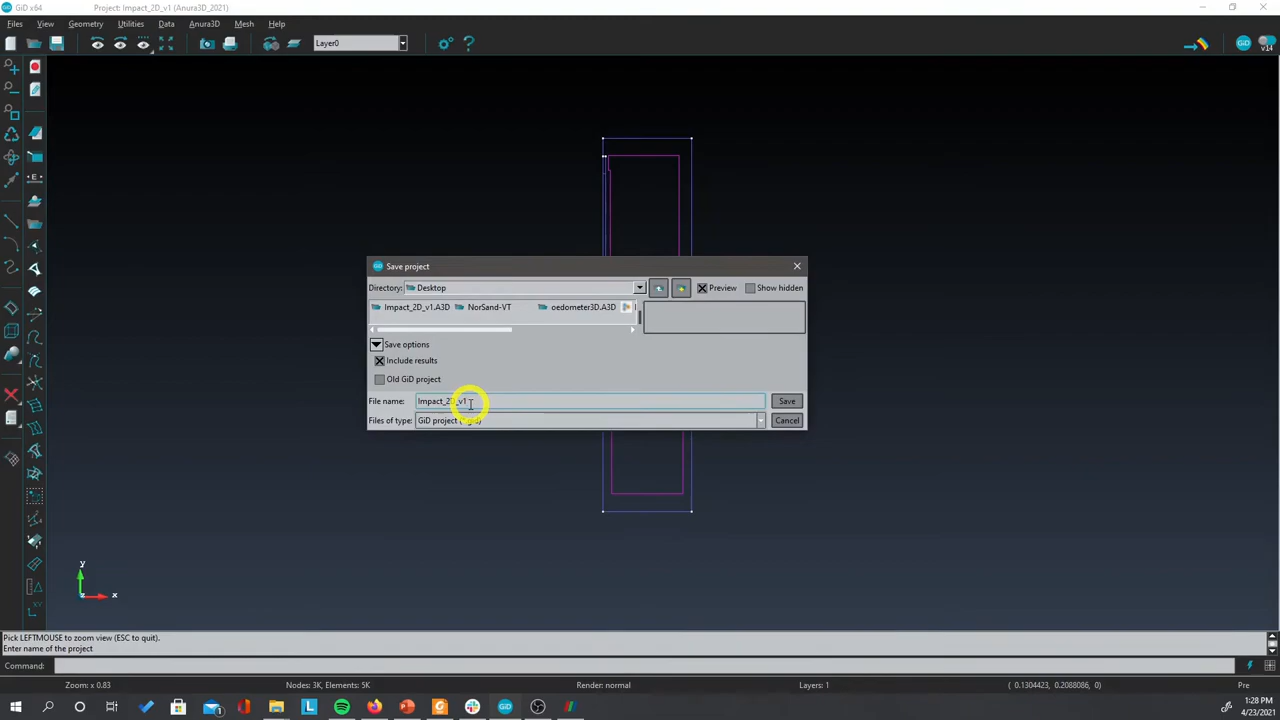 GiD x64 Project: Impact_2D_v1 (Anura3D_2021)
Files View Geometry Utilities Data Anura3D Mesh Help
Layer0
GiD v14
Save project
Directory: Desktop Preview Show hidden
Impact_2D_v1.A3D NorSand-VT oedometer3D.A3D
Save options
Include results
Old GiD project
File name: Impact_2D_v1 Save
Files of type: GiD project Cancel
y
z x
Pick LEFTMOUSE to zoom view (ESC to quit).
Enter name of the project
Command:
Zoom: x 0.83 Nodes: 3K, Elements: 5K Render: normal Layers: 1 ( 0.1304423, 0.2088086, 0) Pre
1:28 PM
4/23/2021